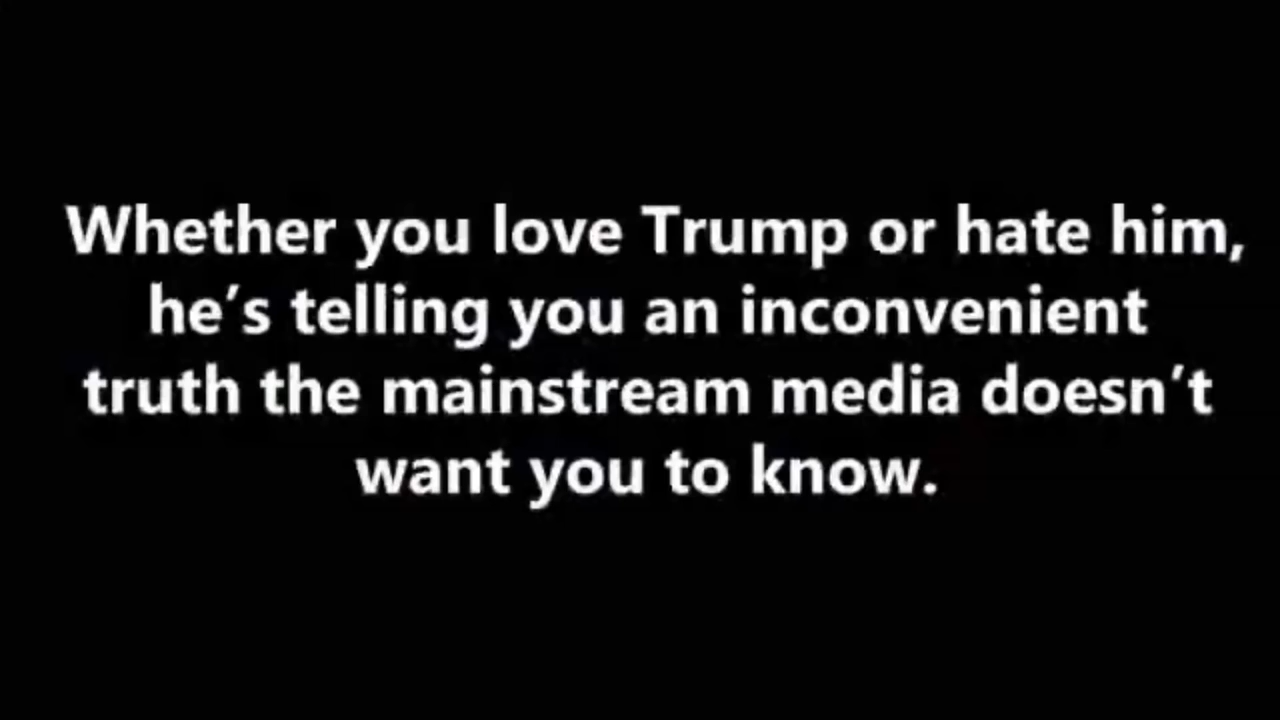 Whether you love Trump or hate him,
he’s telling you an inconvenient
truth the mainstream media doesn’t
want you to know.